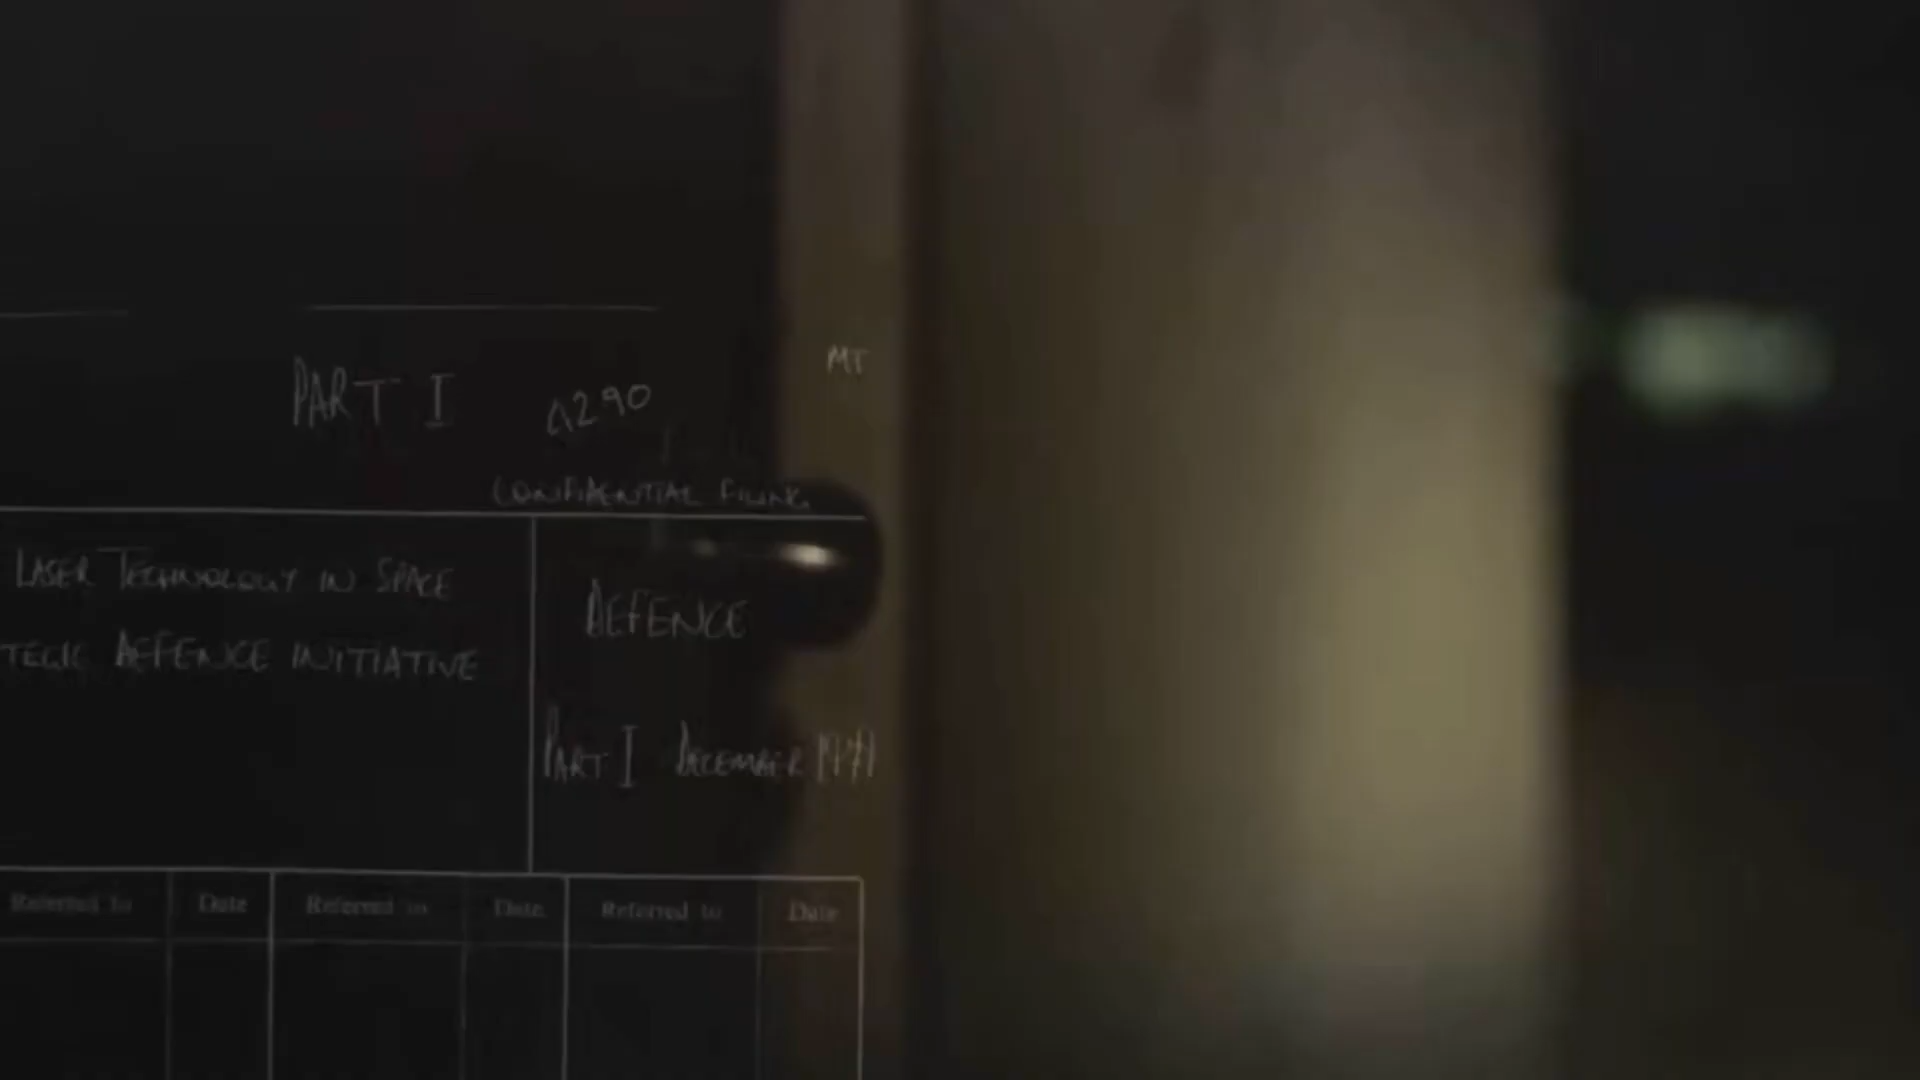 MT
PART I
A290
CONFIDENTIAL FILING
LASER TECHNOLOGY IN SPACE
TEGIC DEFENCE INITIATIVE
DEFENCE
PART I DECEMBER
Referred to Date Referred to Date Referred to Date